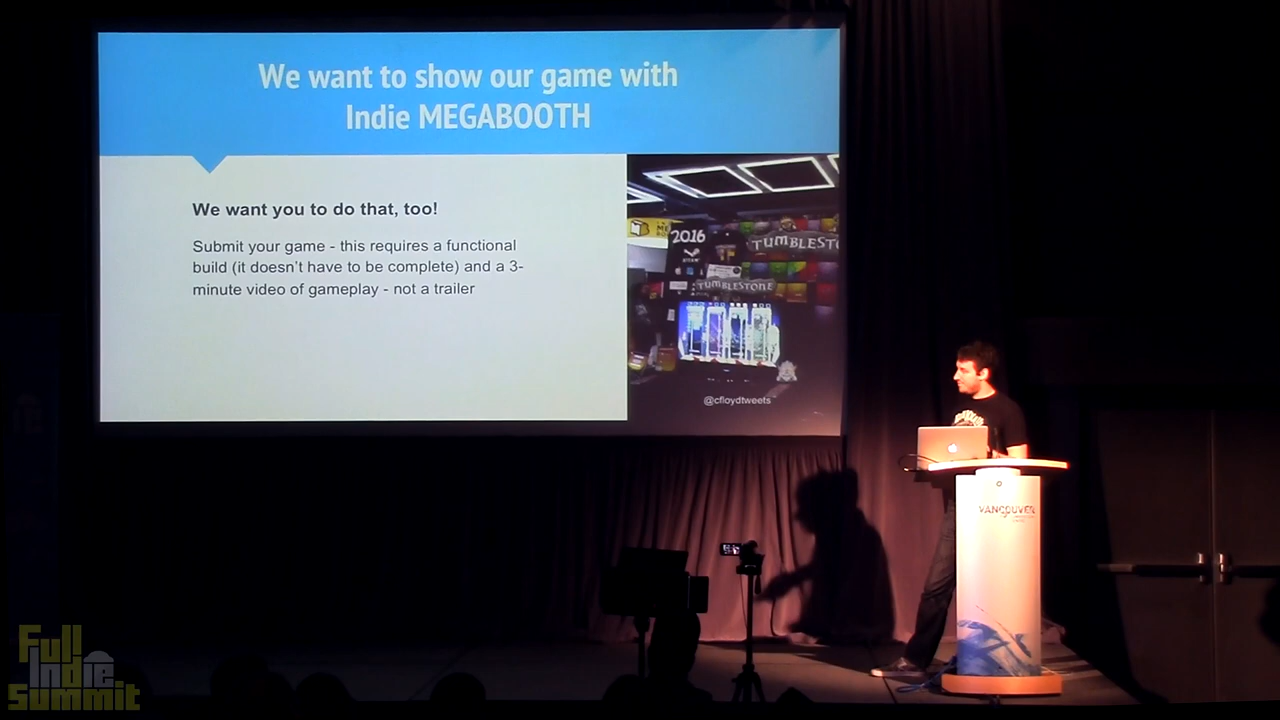 We want to show our game with
Indie MEGABOOTH
We want you to do that, too!
Submit your game - this requires a functional
build (it doesn't have to be complete) and a 3-
minute video of gameplay - not a trailer
2016
TUMBLESTO
TUMBLESTONE
@cfloydtweets
VANCOUVER
Full
Indie
Summit